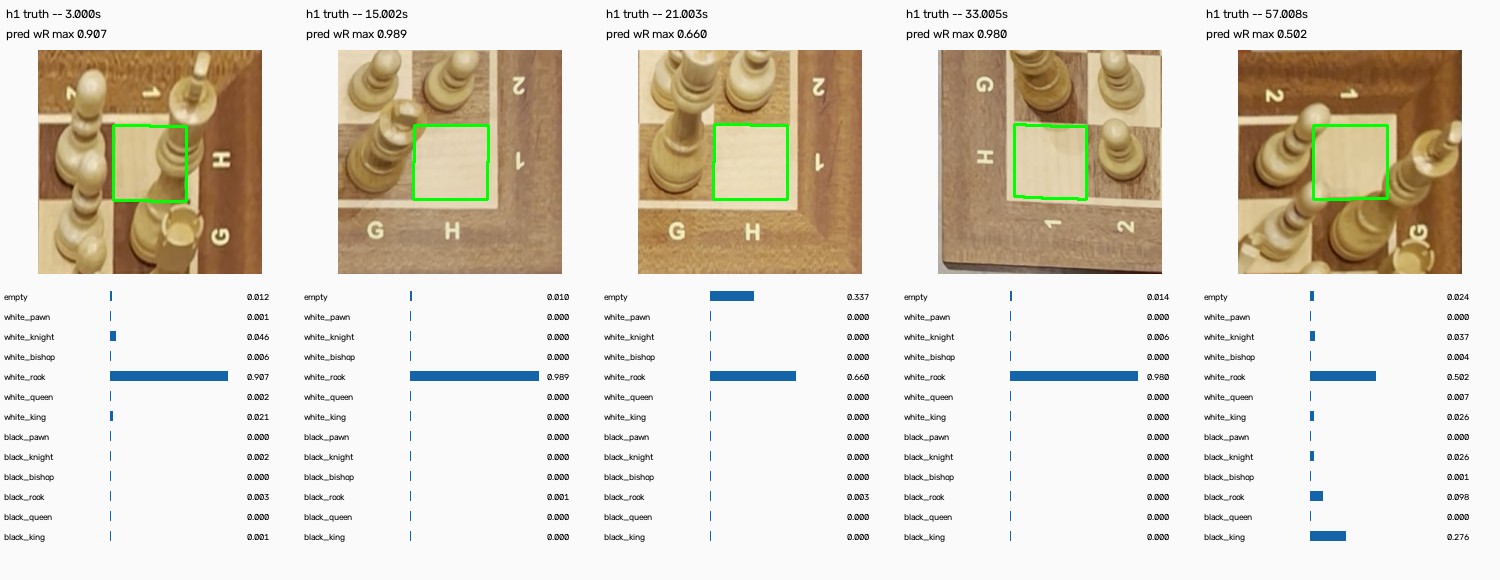 h1 truth -- 3.000s
pred wR max 0.907
2 1
H
G
empty 0.012
white_pawn 0.001
white_knight 0.046
white_bishop 0.006
white_rook 0.907
white_queen 0.002
white_king 0.021
black_pawn 0.000
black_knight 0.002
black_bishop 0.000
black_rook 0.003
black_queen 0.000
black_king 0.001
h1 truth -- 15.002s
pred wR max 0.989
2
1
G H
empty 0.010
white_pawn 0.000
white_knight 0.000
white_bishop 0.000
white_rook 0.989
white_queen 0.000
white_king 0.000
black_pawn 0.000
black_knight 0.000
black_bishop 0.000
black_rook 0.001
black_queen 0.000
black_king 0.000
h1 truth -- 21.003s
pred wR max 0.660
2
1
G H
empty 0.337
white_pawn 0.000
white_knight 0.000
white_bishop 0.000
white_rook 0.660
white_queen 0.000
white_king 0.000
black_pawn 0.000
black_knight 0.000
black_bishop 0.000
black_rook 0.003
black_queen 0.000
black_king 0.000
h1 truth -- 33.005s
pred wR max 0.980
G
H
1 2
empty 0.014
white_pawn 0.000
white_knight 0.006
white_bishop 0.000
white_rook 0.980
white_queen 0.000
white_king 0.000
black_pawn 0.000
black_knight 0.000
black_bishop 0.000
black_rook 0.000
black_queen 0.000
black_king 0.000
h1 truth -- 57.008s
pred wR max 0.502
2 1
G
empty 0.024
white_pawn 0.000
white_knight 0.037
white_bishop 0.004
white_rook 0.502
white_queen 0.007
white_king 0.026
black_pawn 0.000
black_knight 0.026
black_bishop 0.001
black_rook 0.098
black_queen 0.000
black_king 0.276